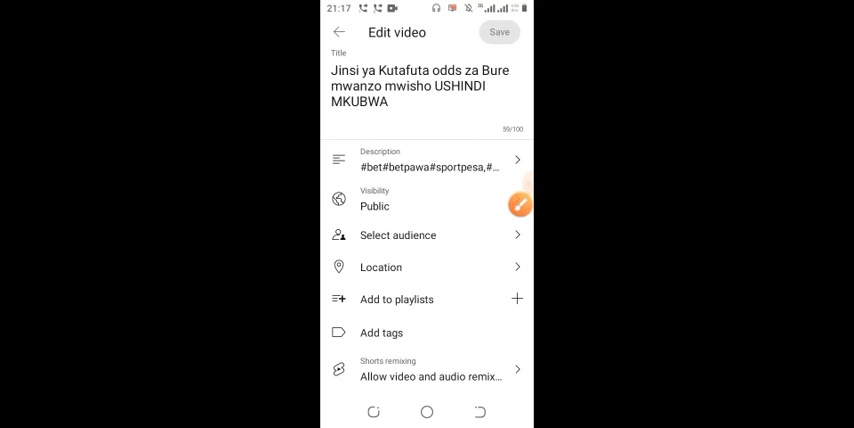 21:17
Edit video
Save
Title
Jinsi ya Kutafuta odds za Bure
mwanzo mwisho USHINDI
MKUBWA
59/100
Description
#bet#betpawa#sportpesa,#...
Visibility
Public
Select audience
Location
Add to playlists
Add tags
Shorts remixing
Allow video and audio remix...